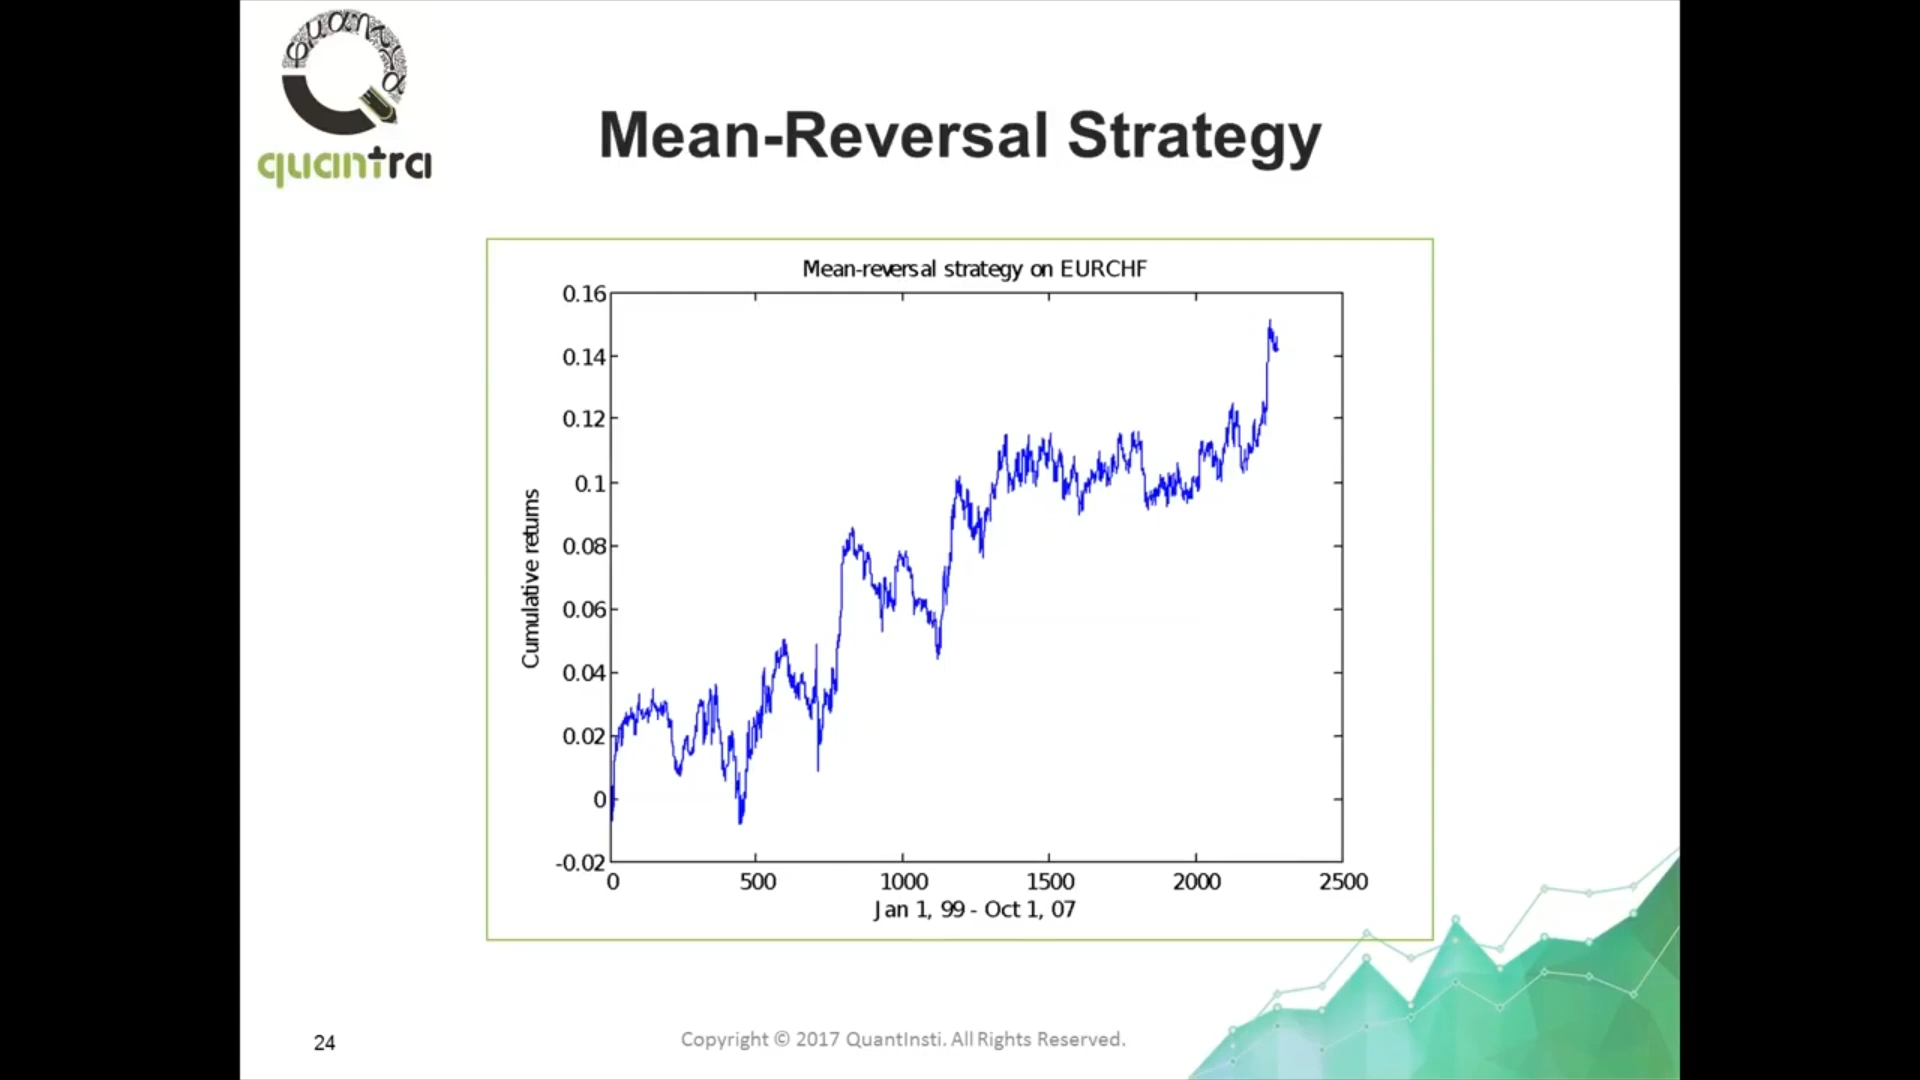 quantra
Mean-Reversal Strategy
Mean-reversal strategy on EURCHF
0.16
0.14
0.12
0.1
0.08
0.06
0.04
0.02
0
-0.02
Cumulative returns
0 500 1000 1500 2000 2500
Jan 1, 99 - Oct 1, 07
24
Copyright © 2017 QuantInsti. All Rights Reserved.